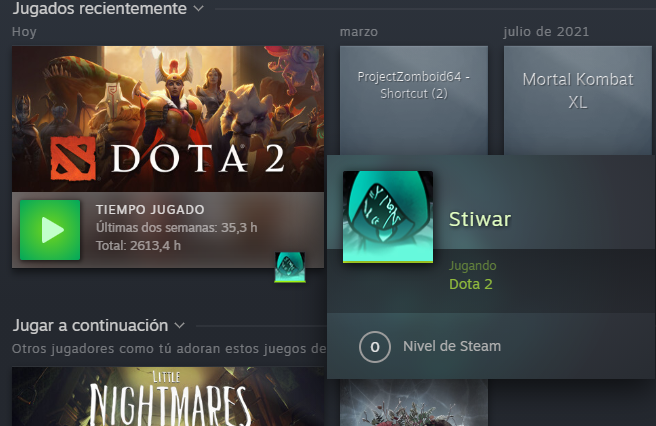 Jugados recientemente
Hoy
marzo
julio de 2021
ProjectZomboid64 -
Shortcut (2)
Mortal Kombat
XL
DOTA 2
TIEMPO JUGADO
Últimas dos semanas: 35,3 h
Total: 2613,4 h
Stiwar
Jugando
Dota 2
0 Nivel de Steam
Jugar a continuación
Otros jugadores como tú adoran estos juegos de
LITTLE
NIGHTMARES